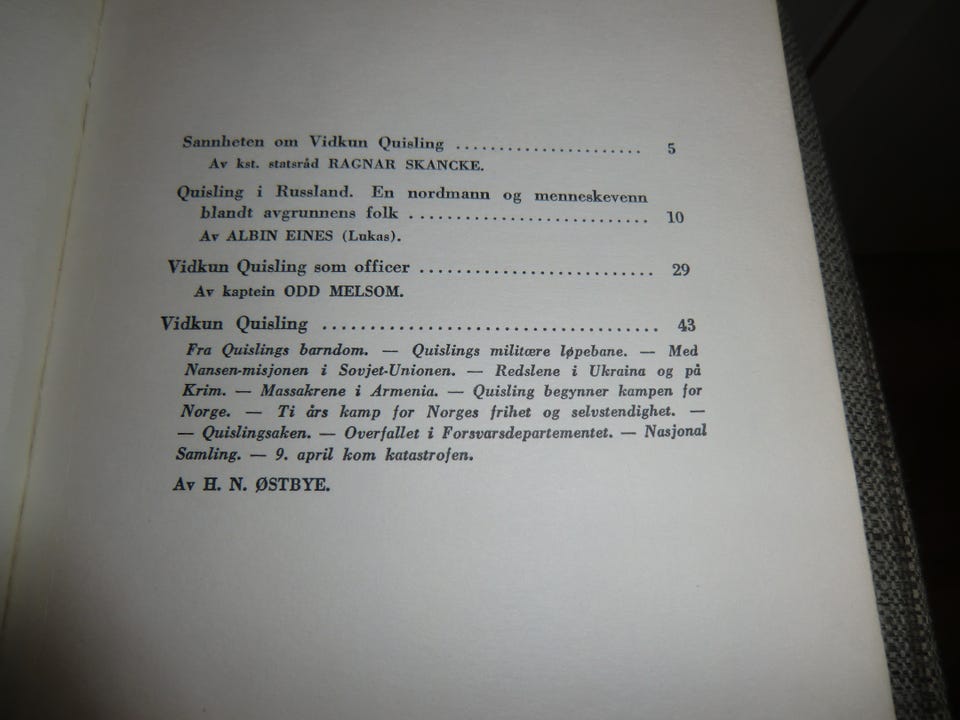 Sannheten om Vidkun Quisling ...................... 5
Av kst. statsråd RAGNAR SKANCKE.
Quisling i Russland. En nordmann og menneskevenn
blandt avgrunnens folk .......................... 10
Av ALBIN EINES (Lukas).
Vidkun Quisling som officer ......................... 29
Av kaptein ODD MELSOM.
Vidkun Quisling ................................... 43
Fra Quislings barndom. — Quislings militære løpebane. — Med
Nansen-misjonen i Sovjet-Unionen. — Redslene i Ukraina og på
Krim. — Massakrene i Armenia. — Quisling begynner kampen for
Norge. — Ti års kamp for Norges frihet og selvstendighet. —
— Quislingsaken. — Overfallet i Forsvarsdepartementet. — Nasjonal
Samling. — 9. april kom katastrofen.
Av H. N. ØSTBYE.